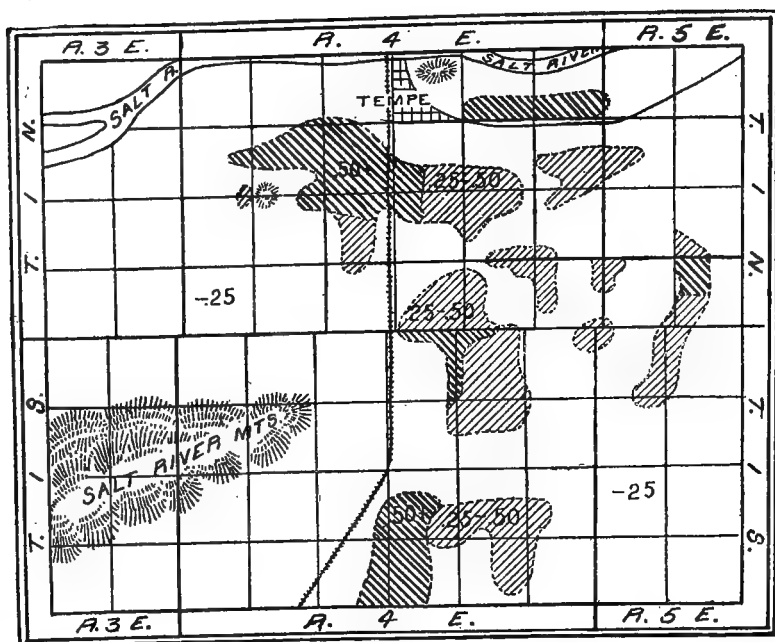 R. 3 E.
R. 4 E.
R. 5 E.
SALT R.
SALT RIVER
TEMPE
T. 1 N.
T. 1 N.
.50+
.25-.50
-.25
.25-.50
T. 1 S.
T. 1 S.
SALT RIVER MTS.
-.25
.50+
.25-.50
R. 3 E.
R. 4 E.
R. 5 E.